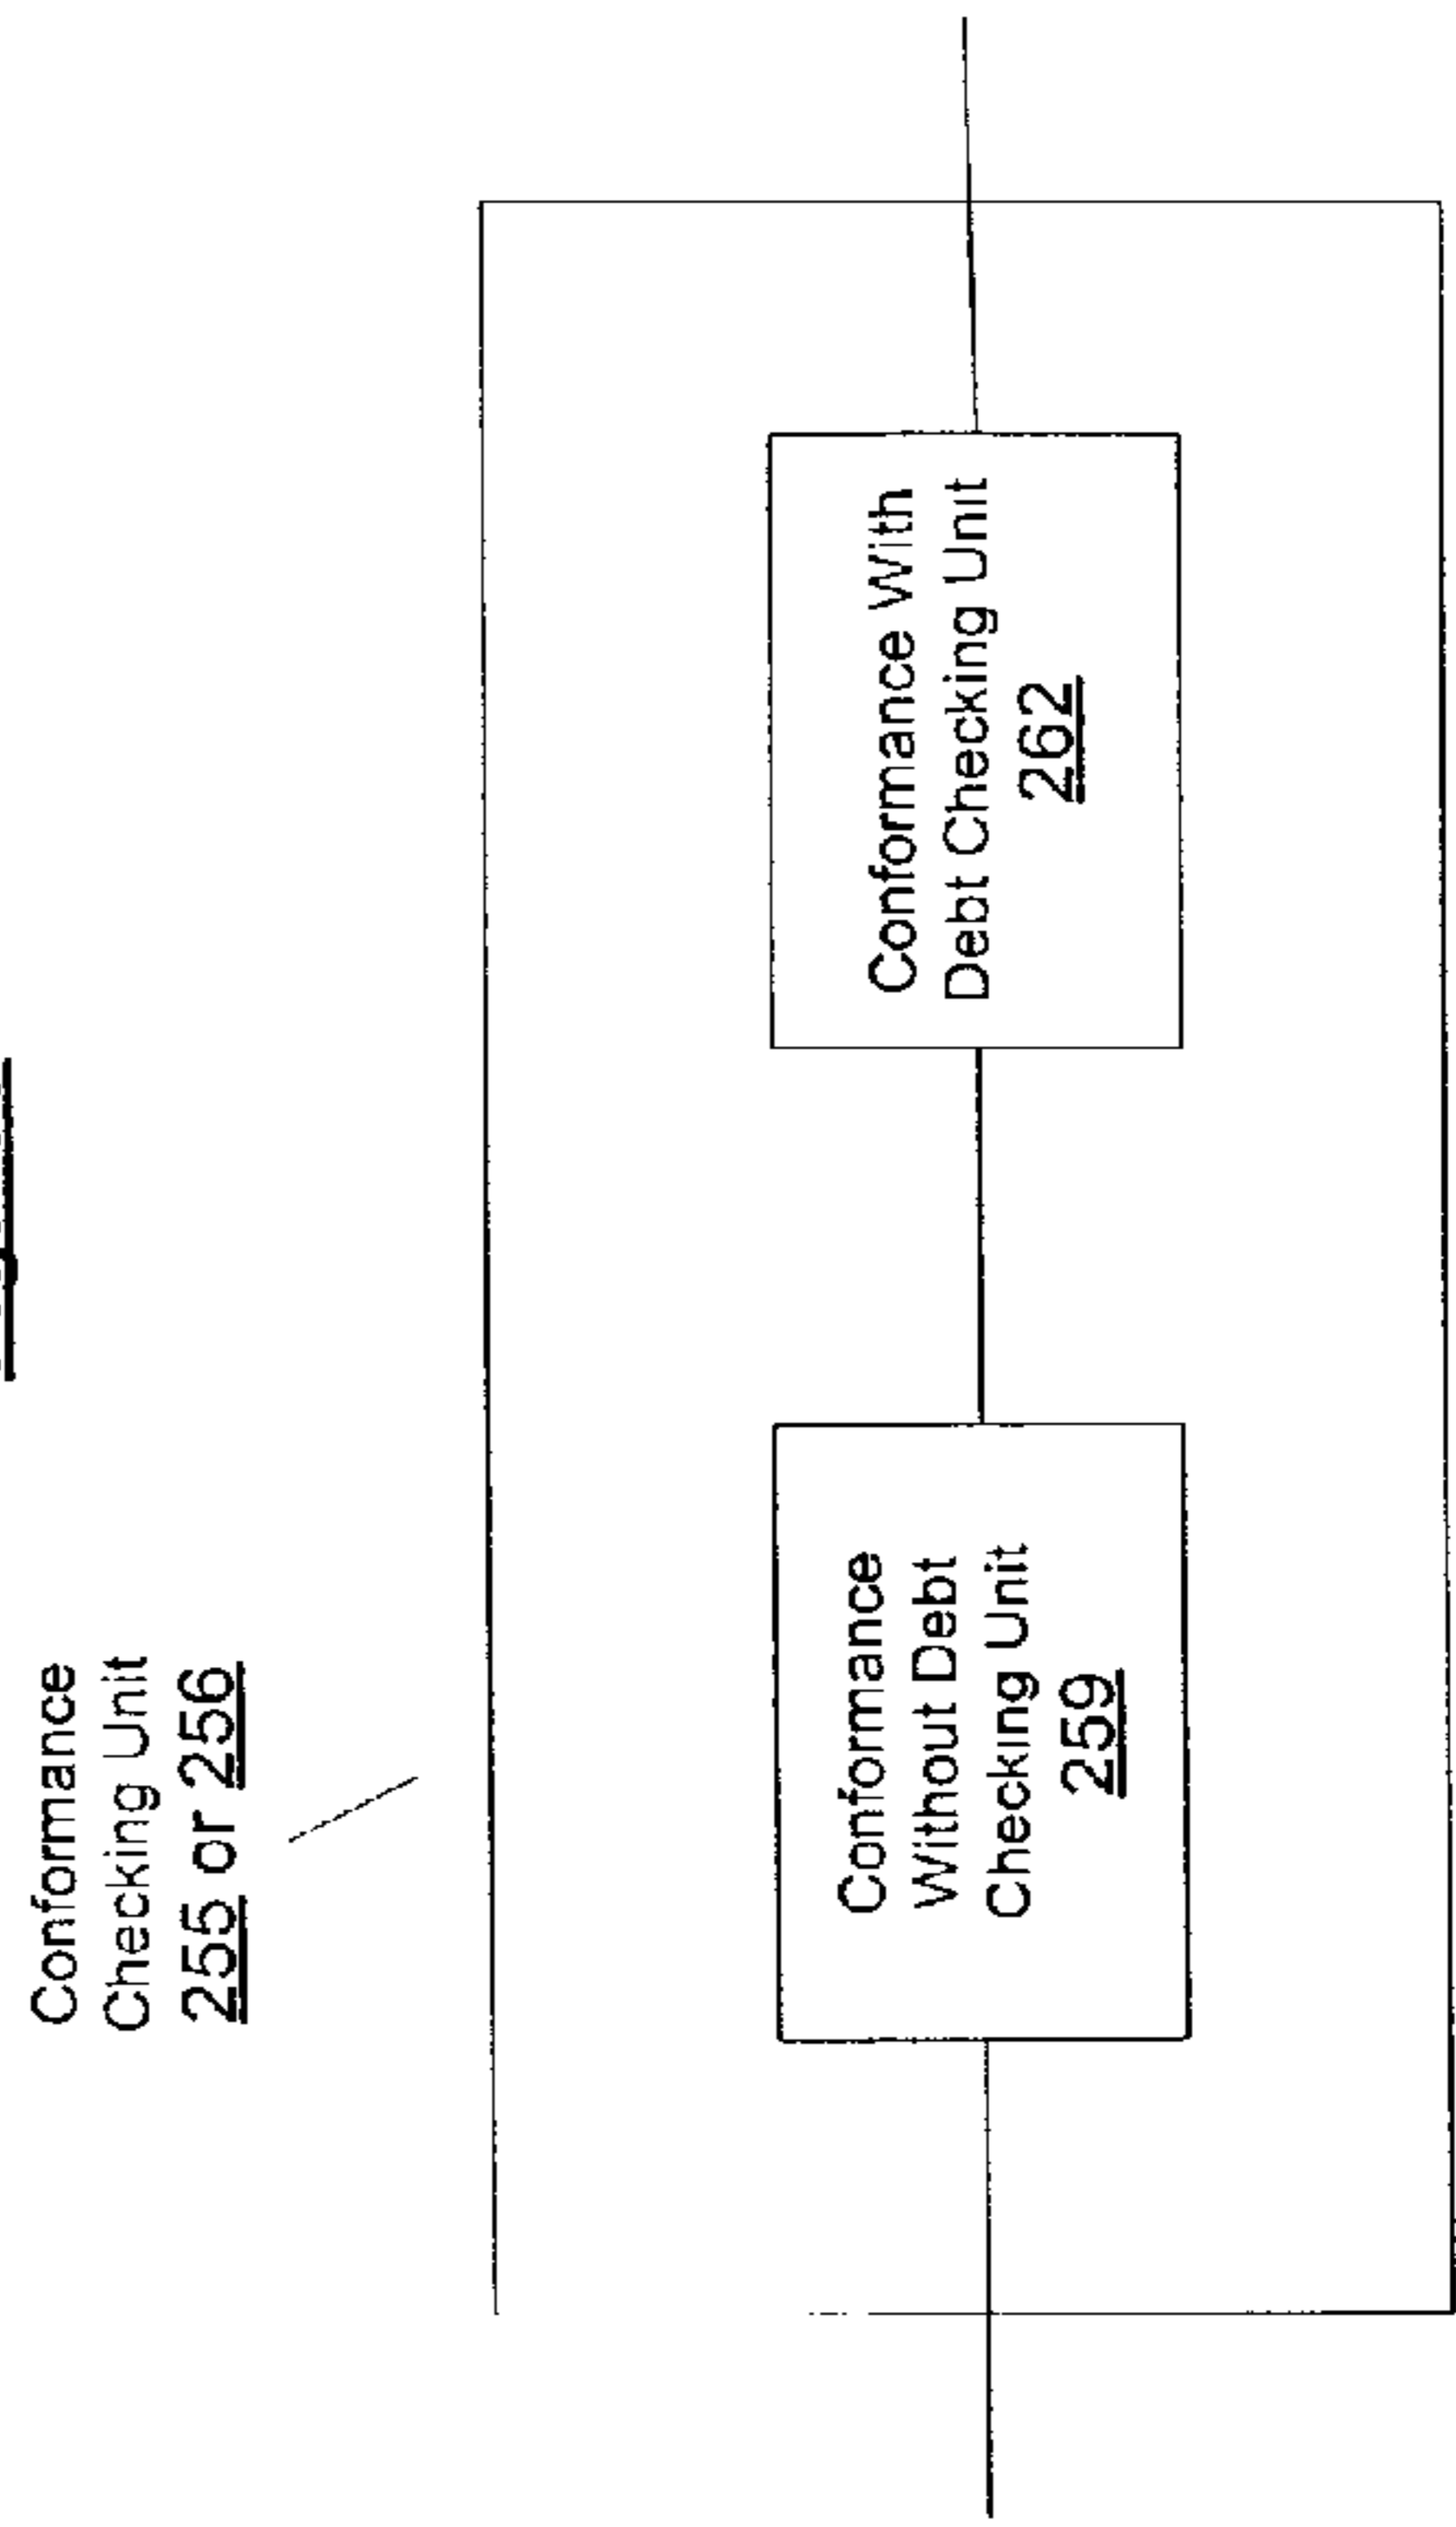 Conformance
Checking Unit
255 or 256
Conformance
Without Debt
Checking Unit
259
Conformance With
Debt Checking Unit
262